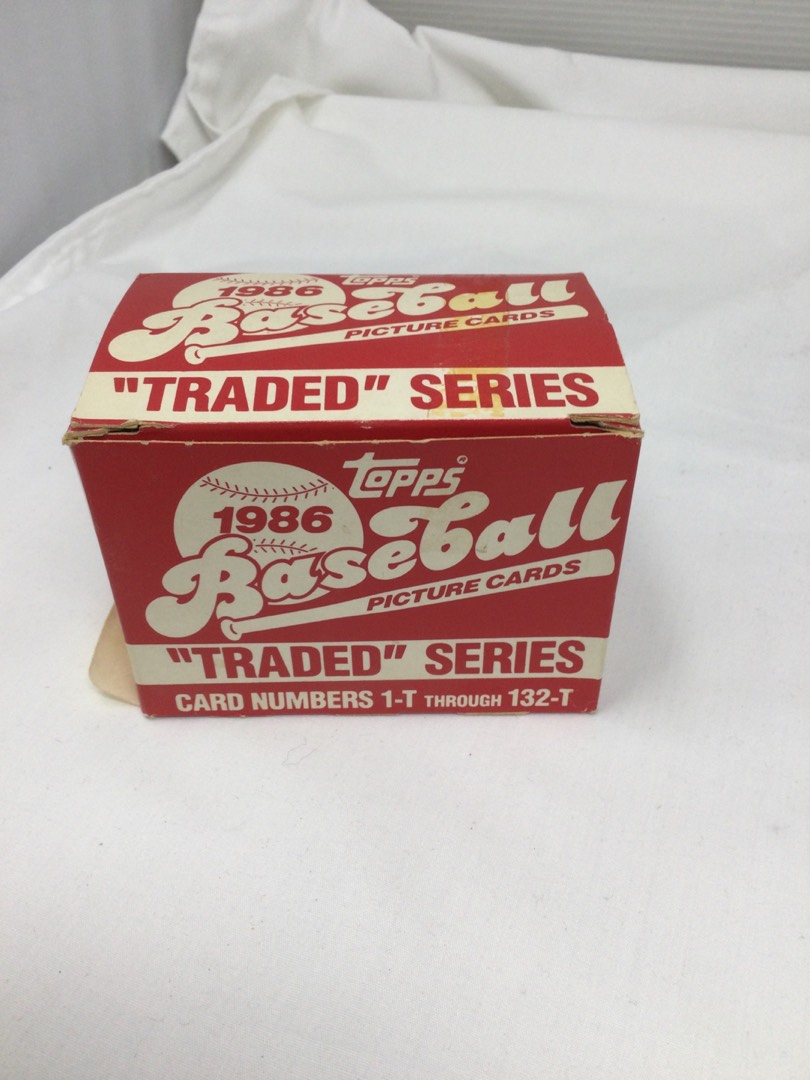 topps
1986
Baseball
PICTURE CARDS
"TRADED" SERIES
topps®
1986
Baseball
PICTURE CARDS
"TRADED" SERIES
CARD NUMBERS 1-T THROUGH 132-T